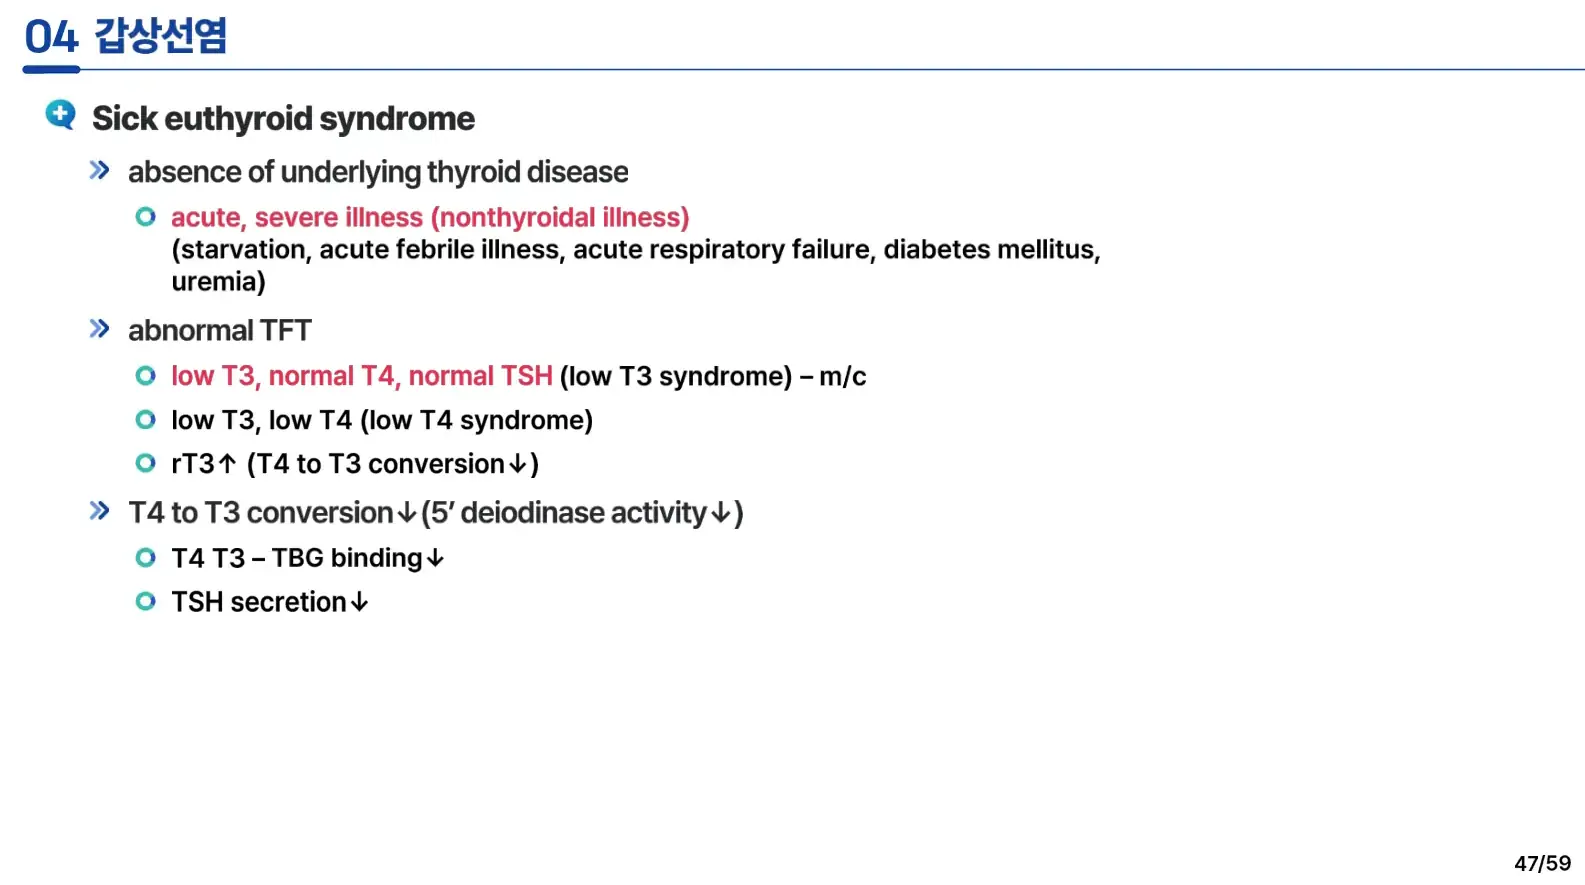 04 갑상선염
Sick euthyroid syndrome
absence of underlying thyroid disease
acute, severe illness (nonthyroidal illness)
(starvation, acute febrile illness, acute respiratory failure, diabetes mellitus,
uremia)
abnormal TFT
low T3, normal T4, normal TSH (low T3 syndrome) – m/c
low T3, low T4 (low T4 syndrome)
rT3↑ (T4 to T3 conversion↓)
T4 to T3 conversion↓(5’ deiodinase activity↓)
T4 T3 – TBG binding↓
TSH secretion↓
47/59